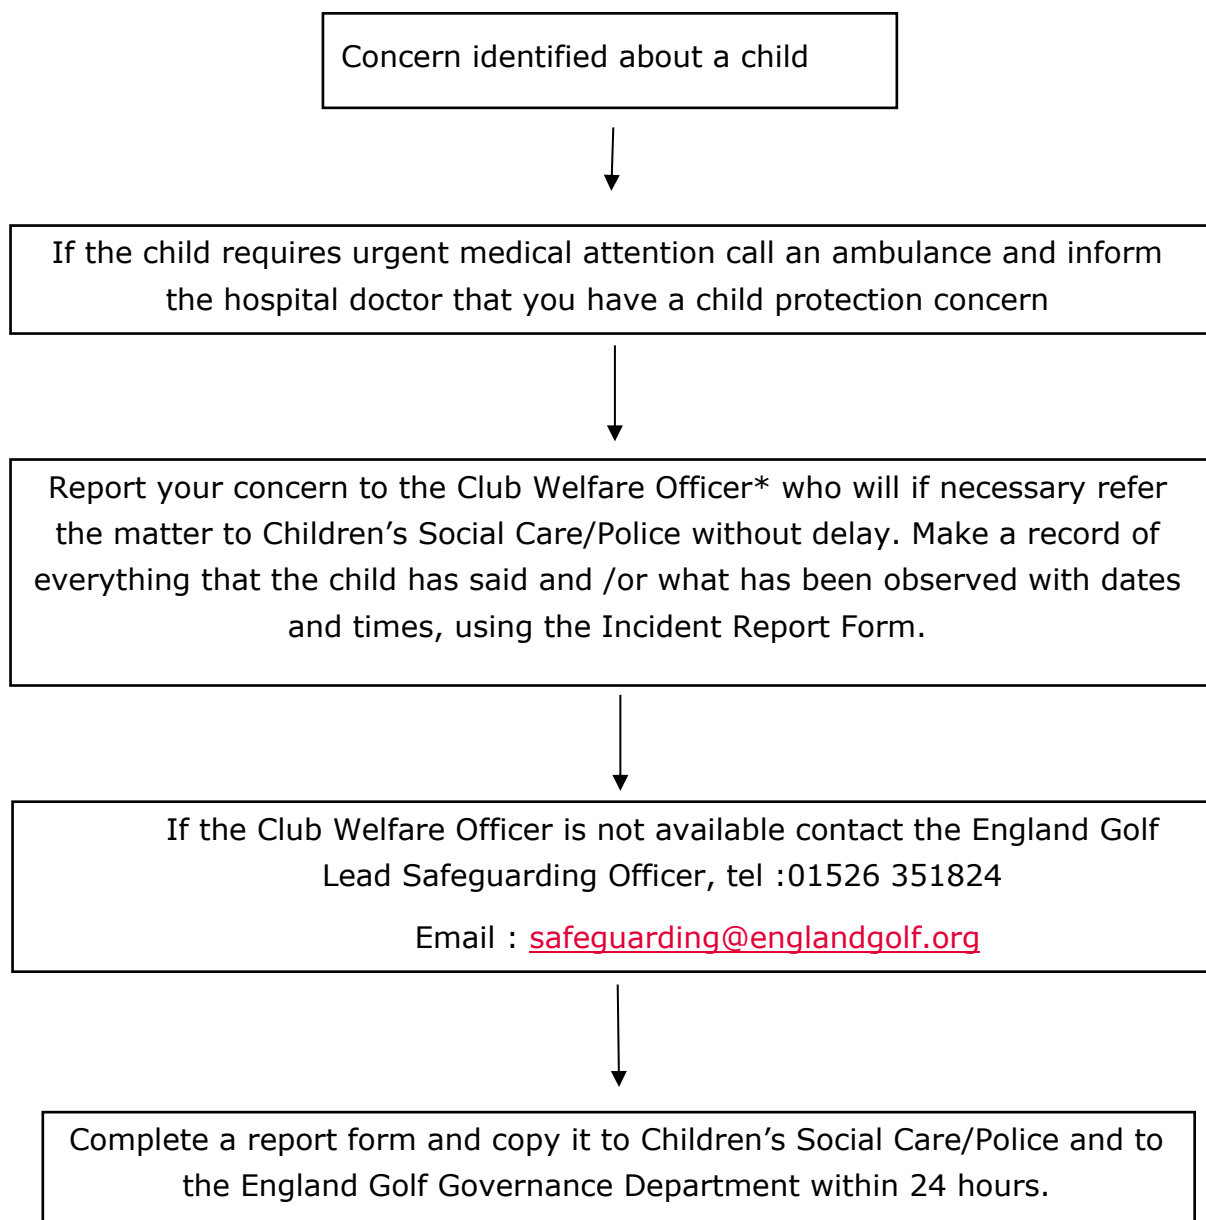 Concern identified about a child
If the child requires urgent medical attention call an ambulance and inform
the hospital doctor that you have a child protection concern
Report your concern to the Club Welfare Officer* who will if necessary refer
the matter to Children’s Social Care/Police without delay. Make a record of
everything that the child has said and /or what has been observed with dates
and times, using the Incident Report Form.
If the Club Welfare Officer is not available contact the England Golf
Lead Safeguarding Officer, tel :01526 351824
Email : safeguarding@englandgolf.org
Complete a report form and copy it to Children’s Social Care/Police and to
the England Golf Governance Department within 24 hours.